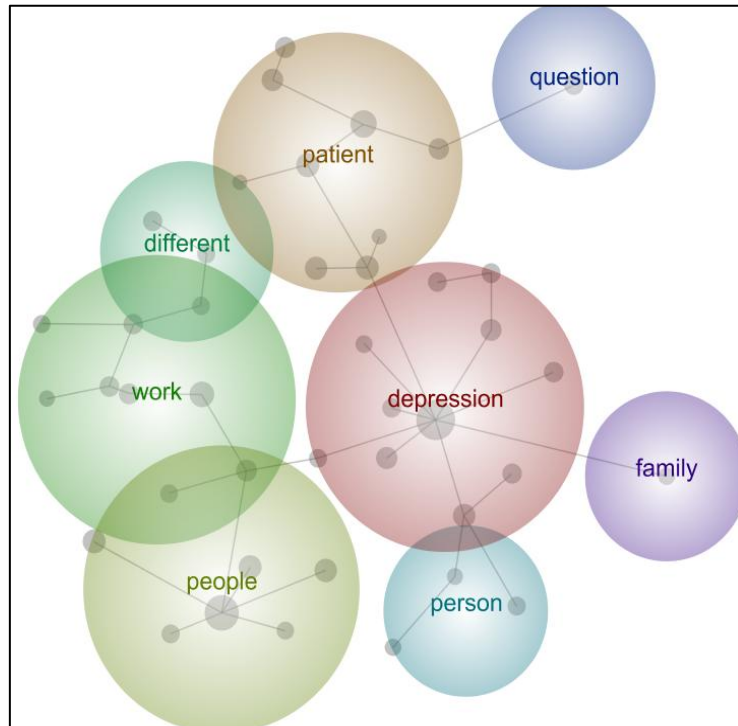 question
patient
different
work
depression
family
people
person